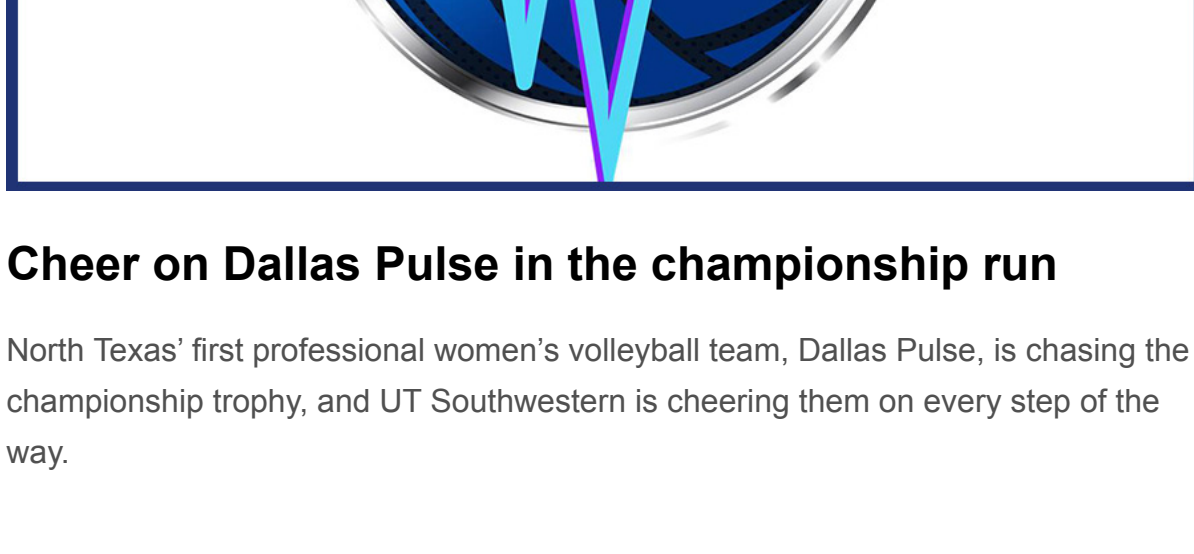 Cheer on Dallas Pulse in the championship run
North Texas’ first professional women’s volleyball team, Dallas Pulse, is chasing the
championship trophy, and UT Southwestern is cheering them on every step of the
way.